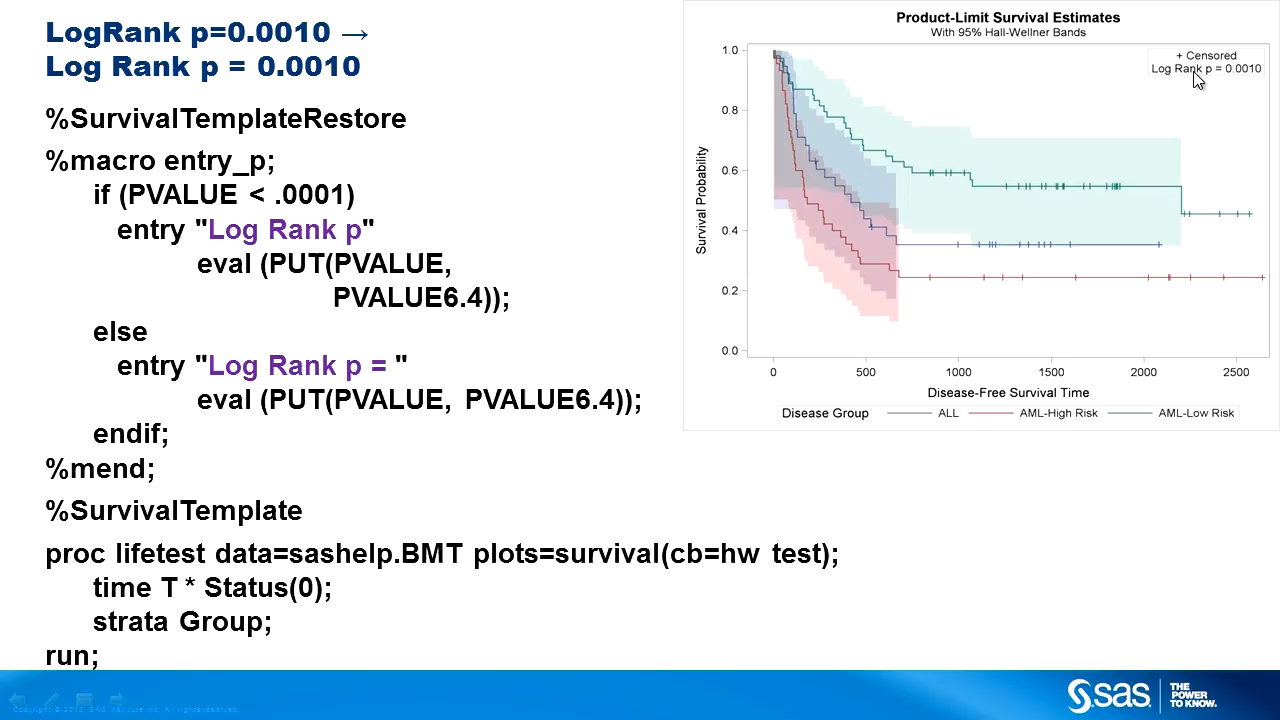 LogRank p=0.0010 →
Log Rank p = 0.0010
%SurvivalTemplateRestore
%macro entry_p;
if (PVALUE < .0001)
entry "Log Rank p"
eval (PUT(PVALUE,
PVALUE6.4));
else
entry "Log Rank p = "
eval (PUT(PVALUE, PVALUE6.4));
endif;
%mend;
%SurvivalTemplate
proc lifetest data=sashelp.BMT plots=survival(cb=hw test);
time T * Status(0);
strata Group;
run;
Product-Limit Survival Estimates
With 95% Hall-Wellner Bands
+ Censored
Log Rank p = 0.0010
Survival Probability
1.0
0.8
0.6
0.4
0.2
0.0
0 500 1000 1500 2000 2500
Disease-Free Survival Time
Disease Group ALL AML-High Risk AML-Low Risk
sas
THE
POWER
TO KNOW.